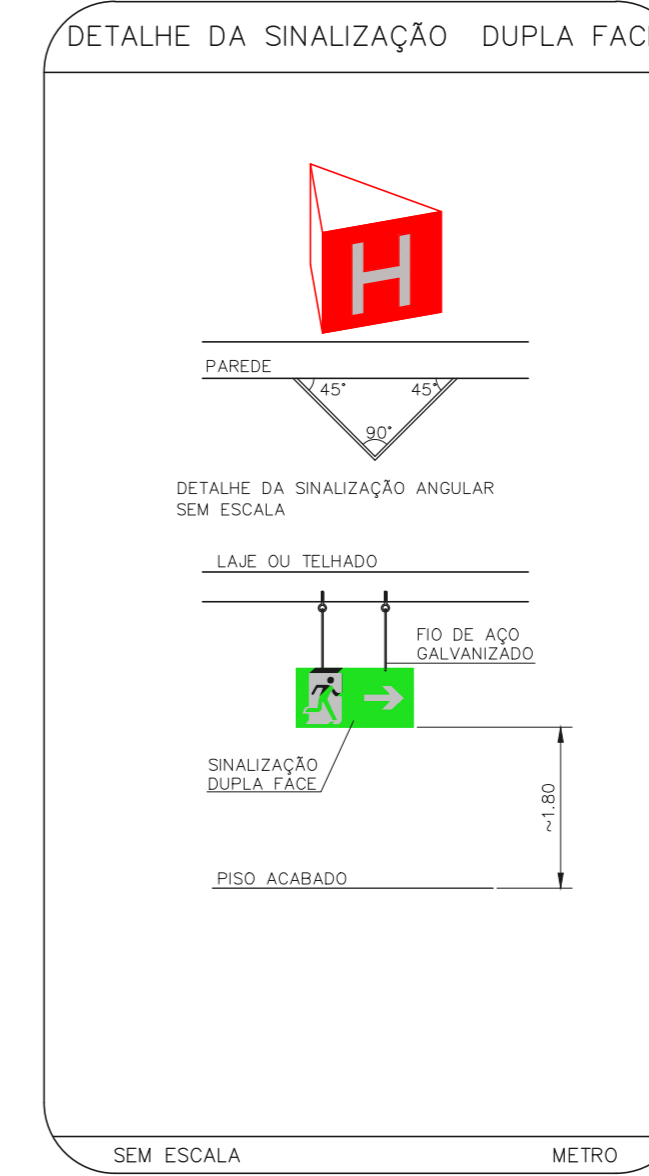 DETALHE DA SINALIZAÇÃO DUPLA FACE
H
PAREDE
45°
45°
90°
DETALHE DA SINALIZAÇÃO ANGULAR
SEM ESCALA
LAJE OU TELHADO
FIO DE AÇO
GALVANIZADO
SINALIZAÇÃO
DUPLA FACE
~1.80
PISO ACABADO
SEM ESCALA
METRO